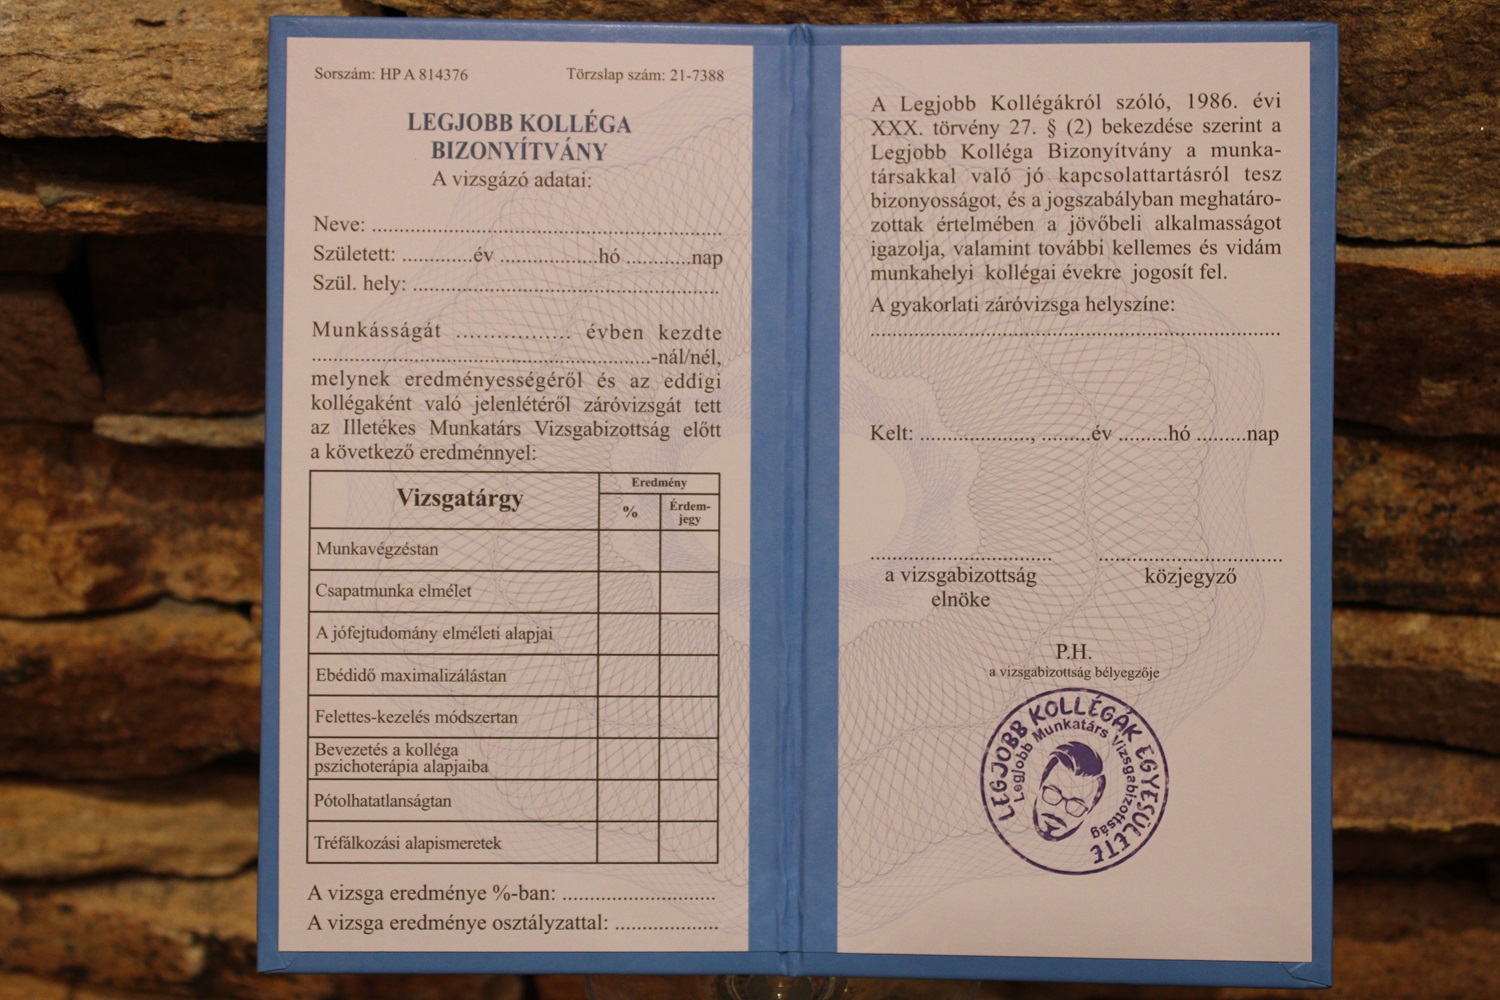 Sorszám: HP A 814376 Törzslap szám: 21-7388
LEGJOBB KOLLÉGA
BIZONYÍTVÁNY
A vizsgázó adatai:
Neve: ..........................................................
Született: .............év ..................hó ............nap
Szül. hely: .......................................................
Munkásságát ................ évben kezdte
..............................................................-nál/nél,
melynek eredményességéről és az eddigi
kollégaként való jelenlétéről záróvizsgát tett
az Illetékes Munkatárs Vizsgabizottság előtt
a következő eredménnyel:
Vizsgatárgy
Eredmény
%
Érdem-
jegy
Munkavégzéstan
Csapatmunka elmélet
A jófejtudomány elméleti alapjai
Ebédidő maximalizálástan
Felettes-kezelés módszertan
Bevezetés a kolléga
pszichoterápia alapjaiba
Pótolhatatlanságtan
Tréfálkozási alapismeretek
A vizsga eredménye %-ban: ............................
A vizsga eredménye osztályzattal: ...................
A Legjobb Kollégákról szóló, 1986. évi
XXX. törvény 27. § (2) bekezdése szerint a
Legjobb Kolléga Bizonyítvány a munka-
társakkal való jó kapcsolattartásról tesz
bizonyosságot, és a jogszabályban meghatáro-
zottak értelmében a jövőbeli alkalmasságot
igazolja, valamint további kellemes és vidám
munkahelyi kollégai évekre jogosít fel.
A gyakorlati záróvizsga helyszíne:
...........................................................................
Kelt: ...................., .........év .........hó .........nap
................................. .................................
a vizsgabizottság közjegyző
elnöke
P.H.
a vizsgabizottság bélyegzője
LEGJOBB KOLLÉGÁK EGYESÜLETE
Legjobb Munkatárs Vizsgabizottság